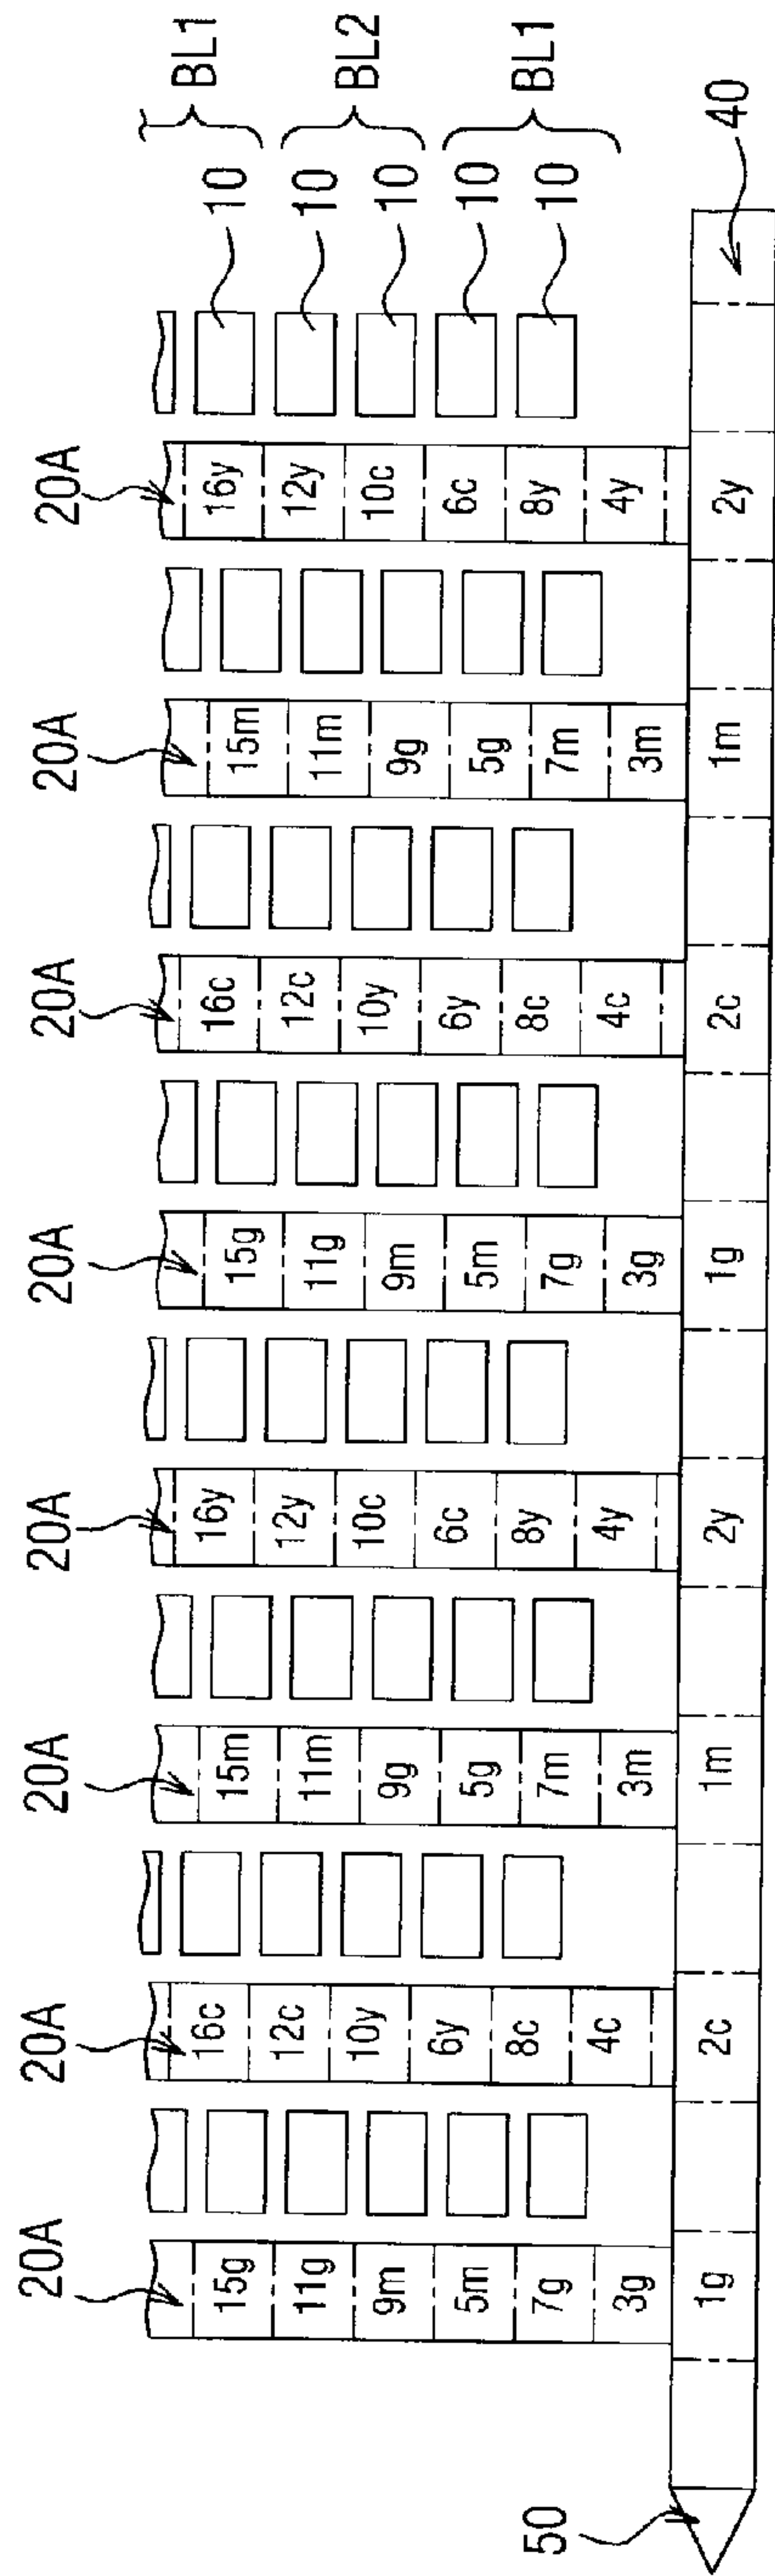 20A 20A 20A 20A 20A 20A 20A 20A
15g 16c 15m 16y 15g 16c 15m 16y 10 BL1
11g 12c 11m 12y 11g 12c 11m 12y 10 BL2
9m 10y 9g 10c 9m 10y 9g 10c 10
5m 6y 5g 6c 5m 6y 5g 6c 10 BL1
7g 8c 7m 8y 7g 8c 7m 8y 10
3g 4c 3m 4y 3g 4c 3m 4y
50 1g 2c 1m 2y 1g 2c 1m 2y 40